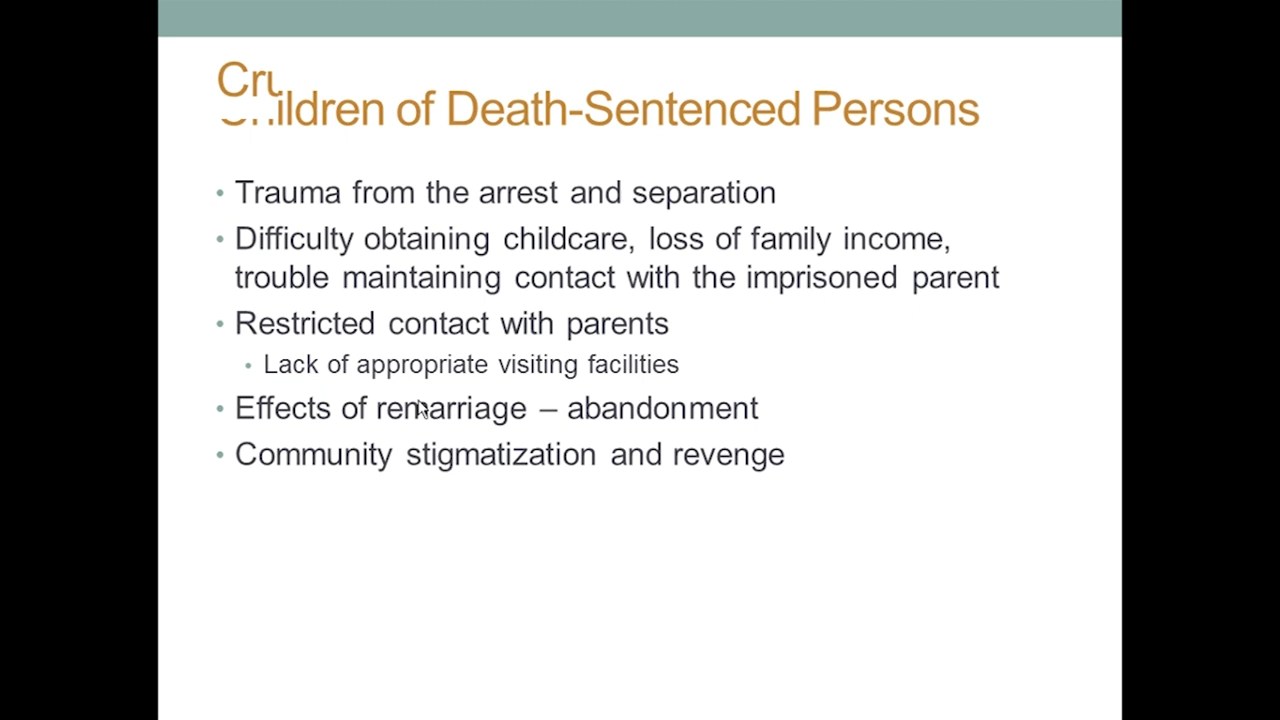 Cru
Children of Death-Sentenced Persons
• Trauma from the arrest and separation
• Difficulty obtaining childcare, loss of family income,
trouble maintaining contact with the imprisoned parent
• Restricted contact with parents
• Lack of appropriate visiting facilities
• Effects of remarriage – abandonment
• Community stigmatization and revenge